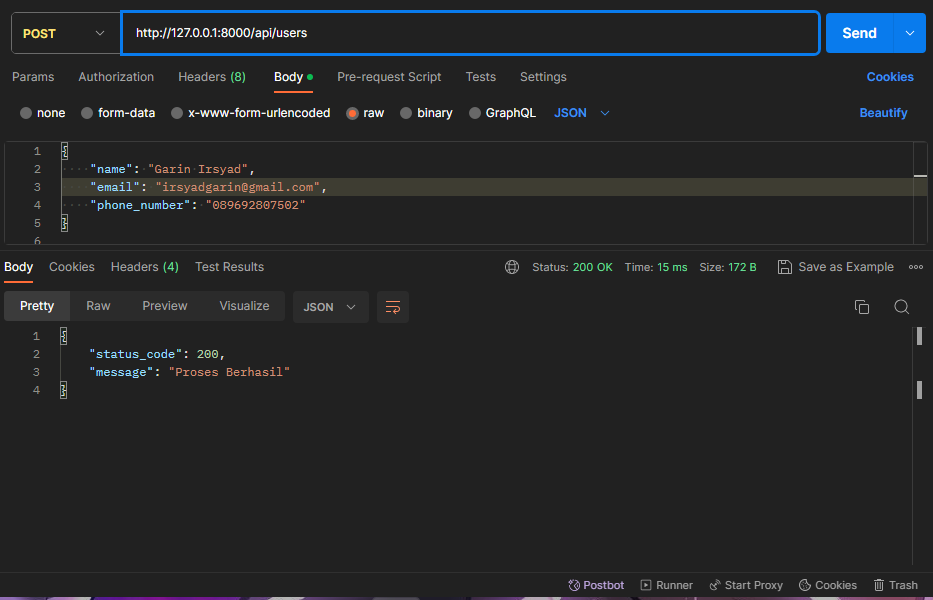 POST http://127.0.0.1:8000/api/users Send
Params Authorization Headers (8) Body Pre-request Script Tests Settings Cookies
none form-data x-www-form-urlencoded raw binary GraphQL JSON Beautify
1 {
2 "name": "Garin Irsyad",
3 "email": "irsyadgarin@gmail.com",
4 "phone_number": "089692807502"
5 }
6
Body Cookies Headers (4) Test Results Status: 200 OK Time: 15 ms Size: 172 B Save as Example
Pretty Raw Preview Visualize JSON
1 {
2 "status_code": 200,
3 "message": "Proses Berhasil"
4 }
Postbot Runner Start Proxy Cookies Trash